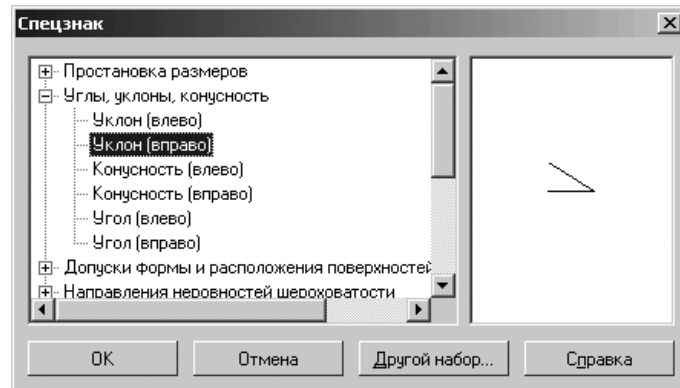 Спецзнак
Простановка размеров
Углы, уклоны, конусность
Уклон (влево)
Уклон (вправо)
Конусность (влево)
Конусность (вправо)
Угол (влево)
Угол (вправо)
Допуски формы и расположения поверхностей
Направления неровностей шероховатости
ОК
Отмена
Другой набор...
Справка